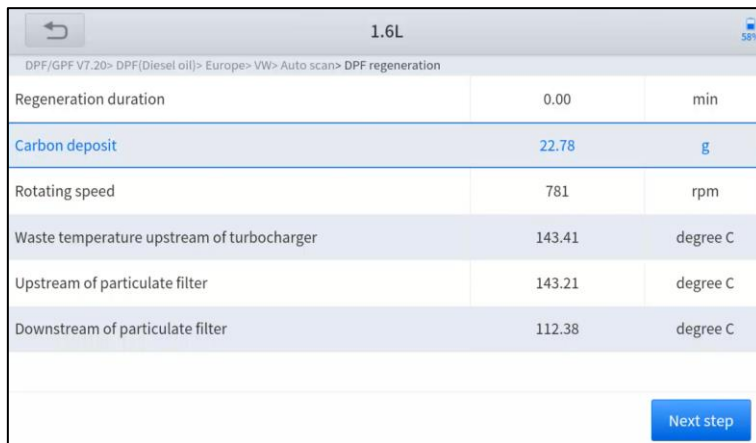 1.6L
58%
DPF/GPF V7.20> DPF(Diesel oil)> Europe> VW> Auto scan> DPF regeneration
Regeneration duration 0.00 min
Carbon deposit 22.78 g
Rotating speed 781 rpm
Waste temperature upstream of turbocharger 143.41 degree C
Upstream of particulate filter 143.21 degree C
Downstream of particulate filter 112.38 degree C
Next step